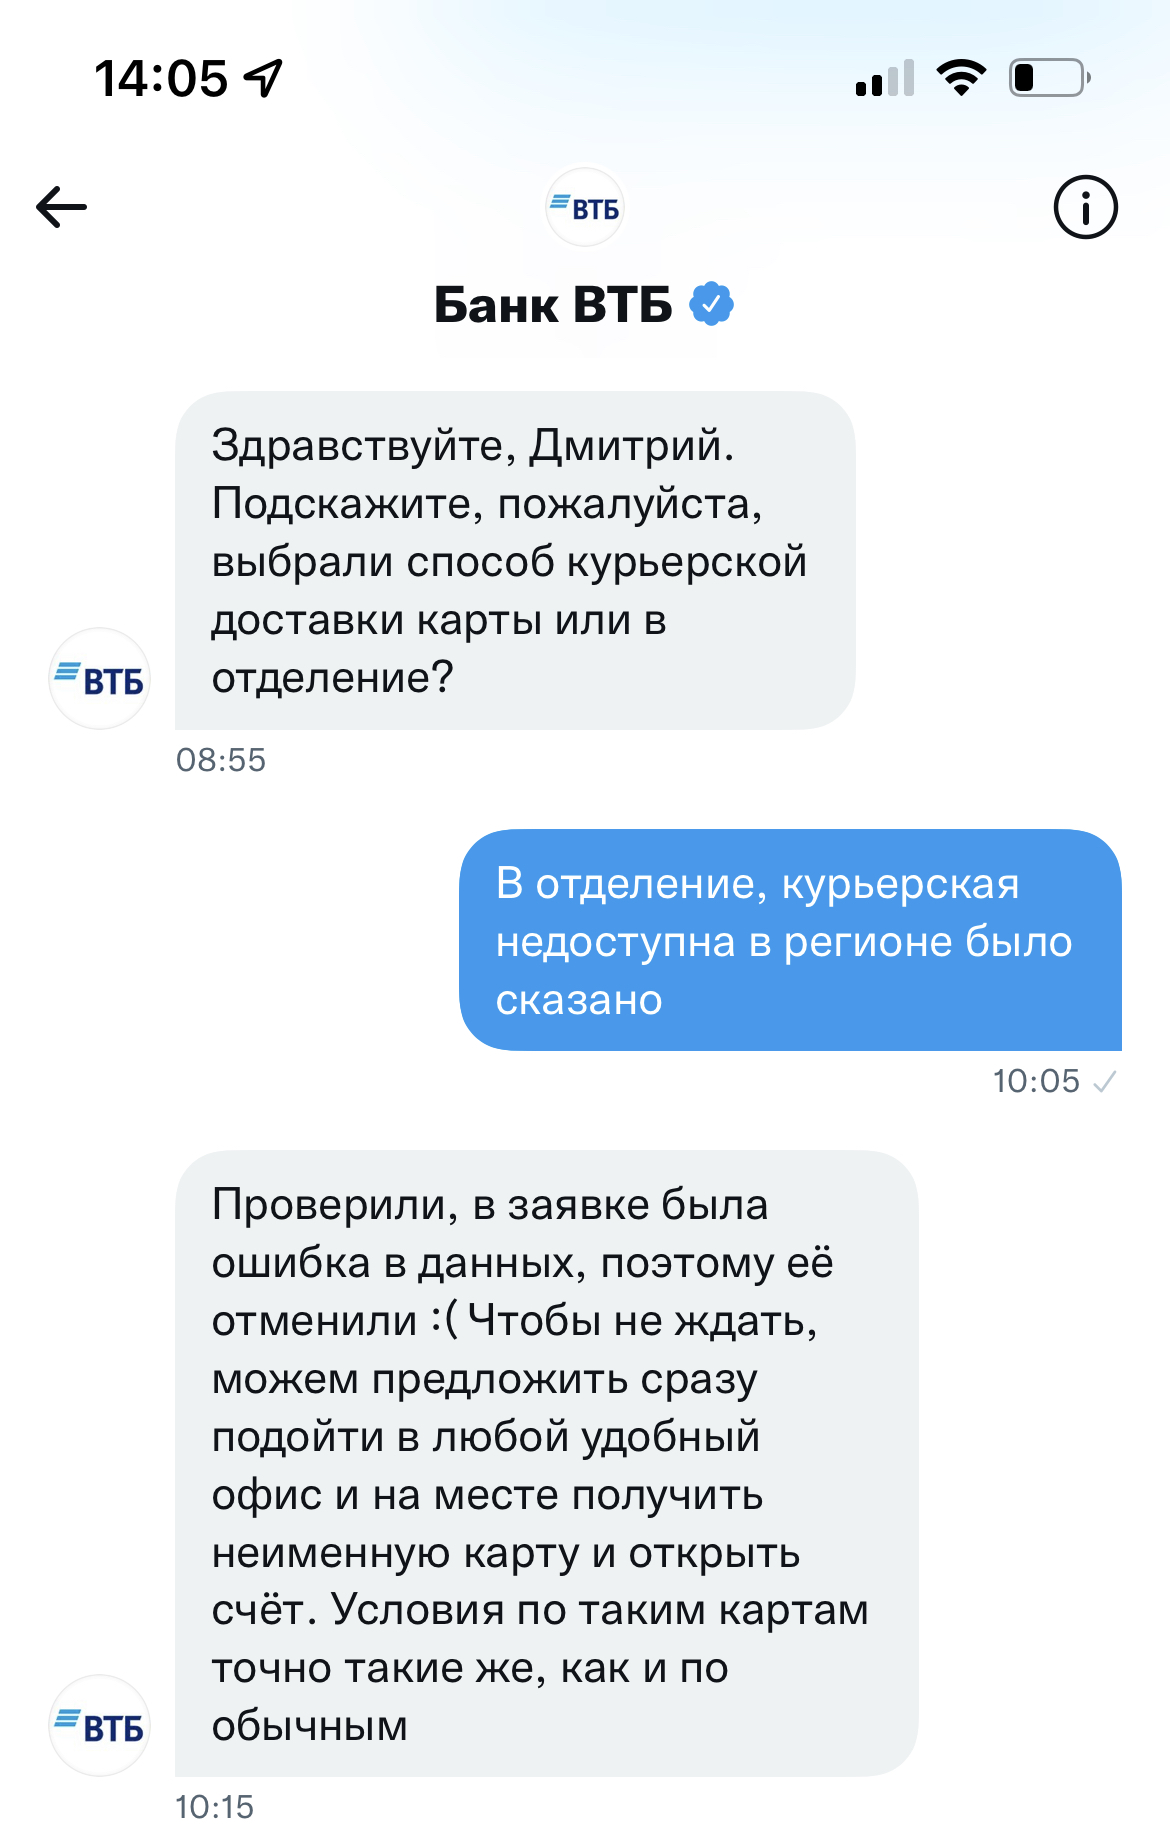 14:05
ВТБ
Банк ВТБ
Здравствуйте, Дмитрий.
Подскажите, пожалуйста,
выбрали способ курьерской
доставки карты или в
отделение?
ВТБ
08:55
В отделение, курьерская
недоступна в регионе было
сказано
10:05
Проверили, в заявке была
ошибка в данных, поэтому её
отменили :( Чтобы не ждать,
можем предложить сразу
подойти в любой удобный
офис и на месте получить
неименную карту и открыть
счёт. Условия по таким картам
точно такие же, как и по
обычным
ВТБ
10:15